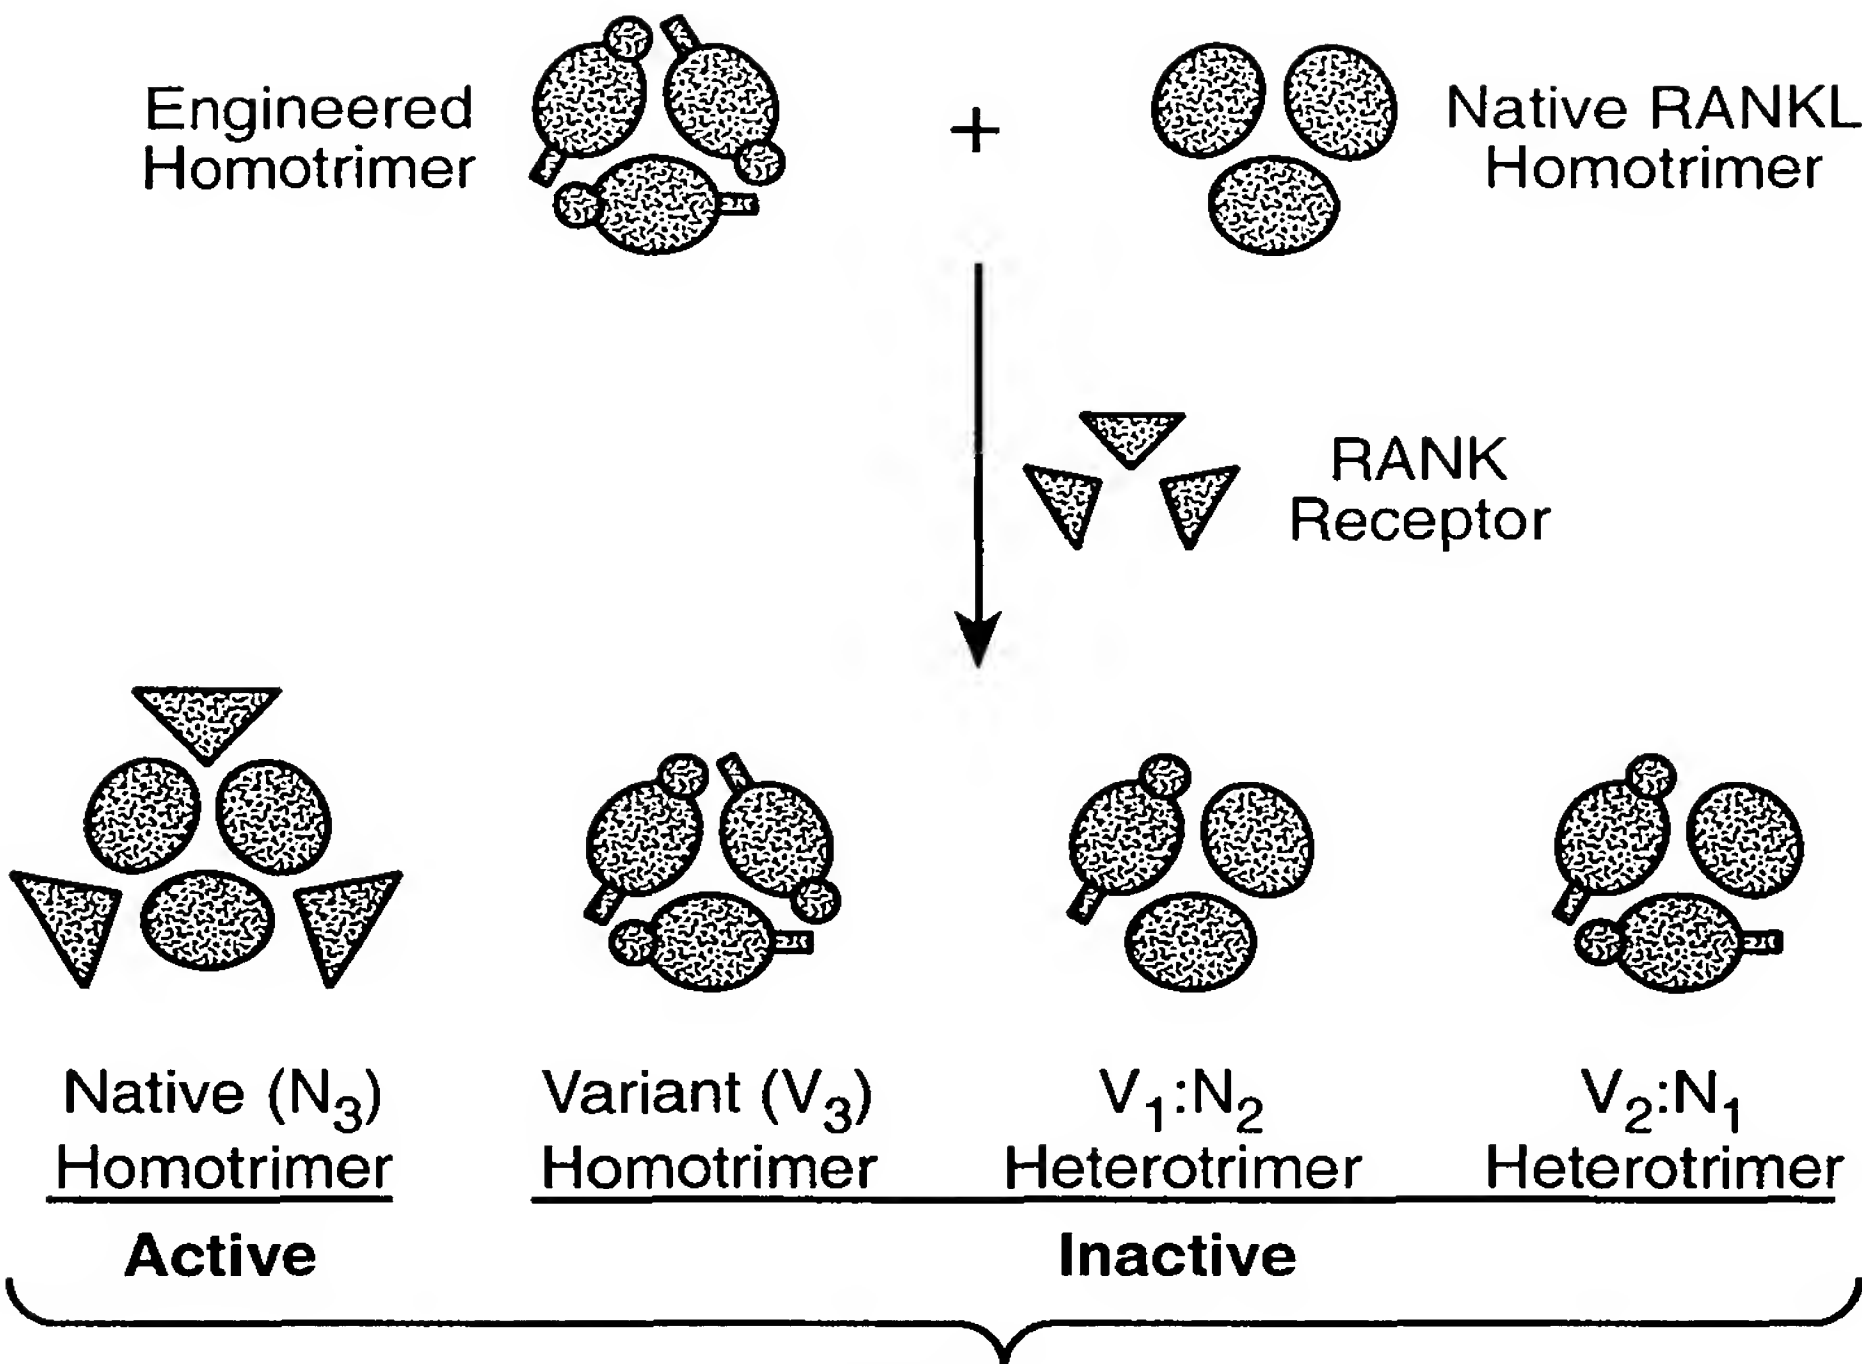 Engineered
Homotrimer
+
Native RANKL
Homotrimer
RANK
Receptor
Native (N3)
Homotrimer
Variant (V3)
Homotrimer
V1:N2
Heterotrimer
V2:N1
Heterotrimer
Active
Inactive